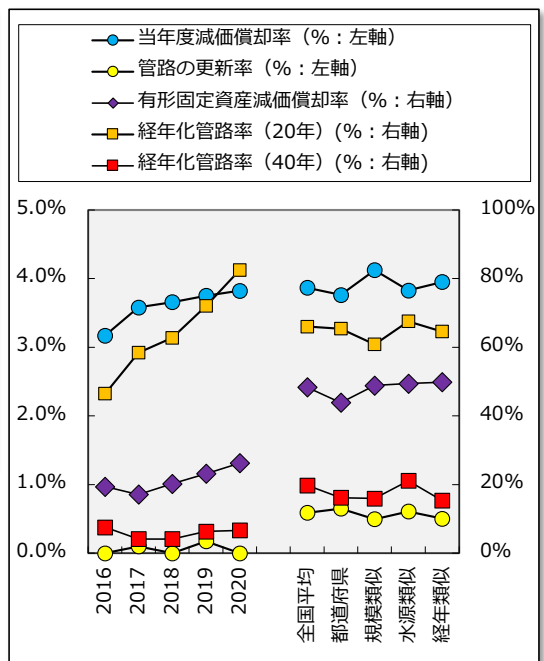 当年度減価償却率（%：左軸）
管路の更新率（%：左軸）
有形固定資産減価償却率（%：右軸）
経年化管路率（20年）(%：右軸)
経年化管路率（40年）(%：右軸)
5.0%
4.0%
3.0%
2.0%
1.0%
0.0%
100%
80%
60%
40%
20%
0%
2016
2017
2018
2019
2020
全国平均
都道府県
規模類似
水源類似
経年類似